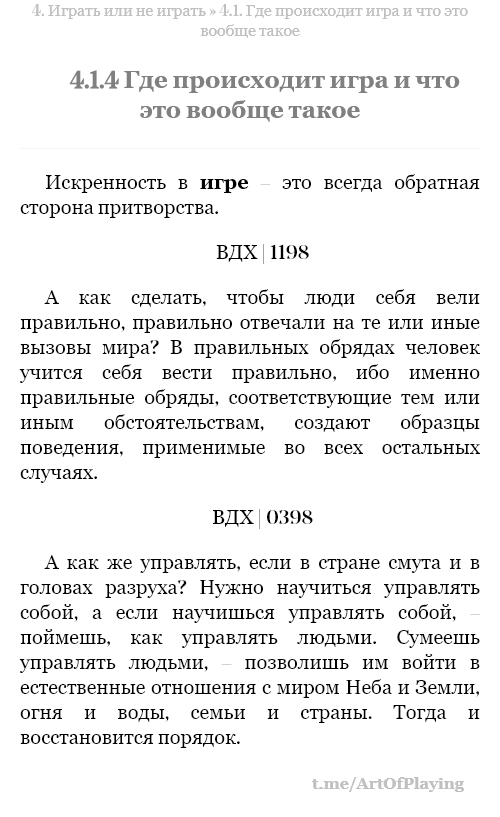 4. Играть или не играть » 4.1. Где происходит игра и что это
вообще такое
4.1.4 Где происходит игра и что
это вообще такое
Искренность в игре – это всегда обратная
сторона притворства.
ВДХ | 1198
А как сделать, чтобы люди себя вели
правильно, правильно отвечали на те или иные
вызовы мира? В правильных обрядах человек
учится себя вести правильно, ибо именно
правильные обряды, соответствующие тем или
иным обстоятельствам, создают образцы
поведения, применимые во всех остальных
случаях.
ВДХ | 0398
А как же управлять, если в стране смута и в
головах разруха? Нужно научиться управлять
собой, а если научишься управлять собой, –
поймешь, как управлять людьми. Сумеешь
управлять людьми, – позволишь им войти в
естественные отношения с миром Неба и Земли,
огня и воды, семьи и страны. Тогда и
восстановится порядок.
t.me/ArtOfPlaying